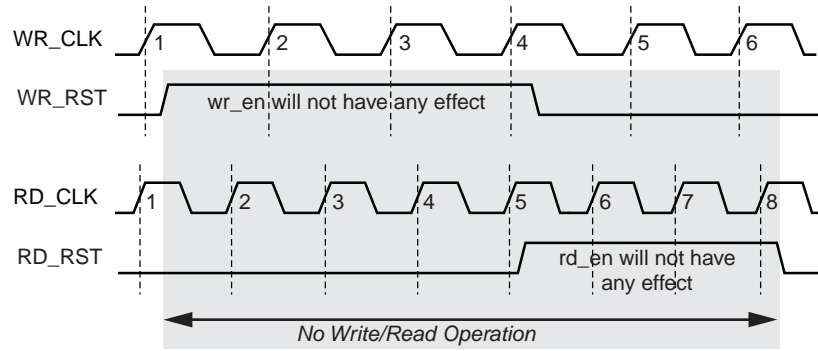 WR_CLK 1 2 3 4 5 6
WR_RST wr_en will not have any effect
RD_CLK 1 2 3 4 5 6 7 8
RD_RST rd_en will not have
any effect
No Write/Read Operation